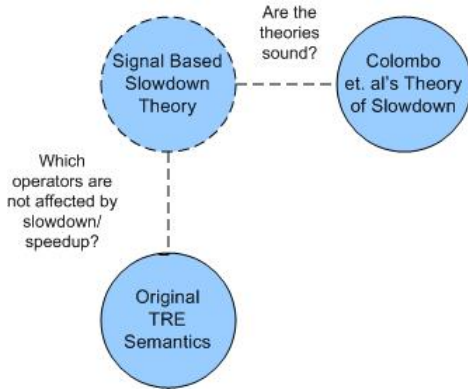 Are the
theories
sound?
Signal Based
Slowdown
Theory
Colombo
et. al's Theory
of Slowdown
Which
operators are
not affected by
slowdown/
speedup?
Original
TRE
Semantics